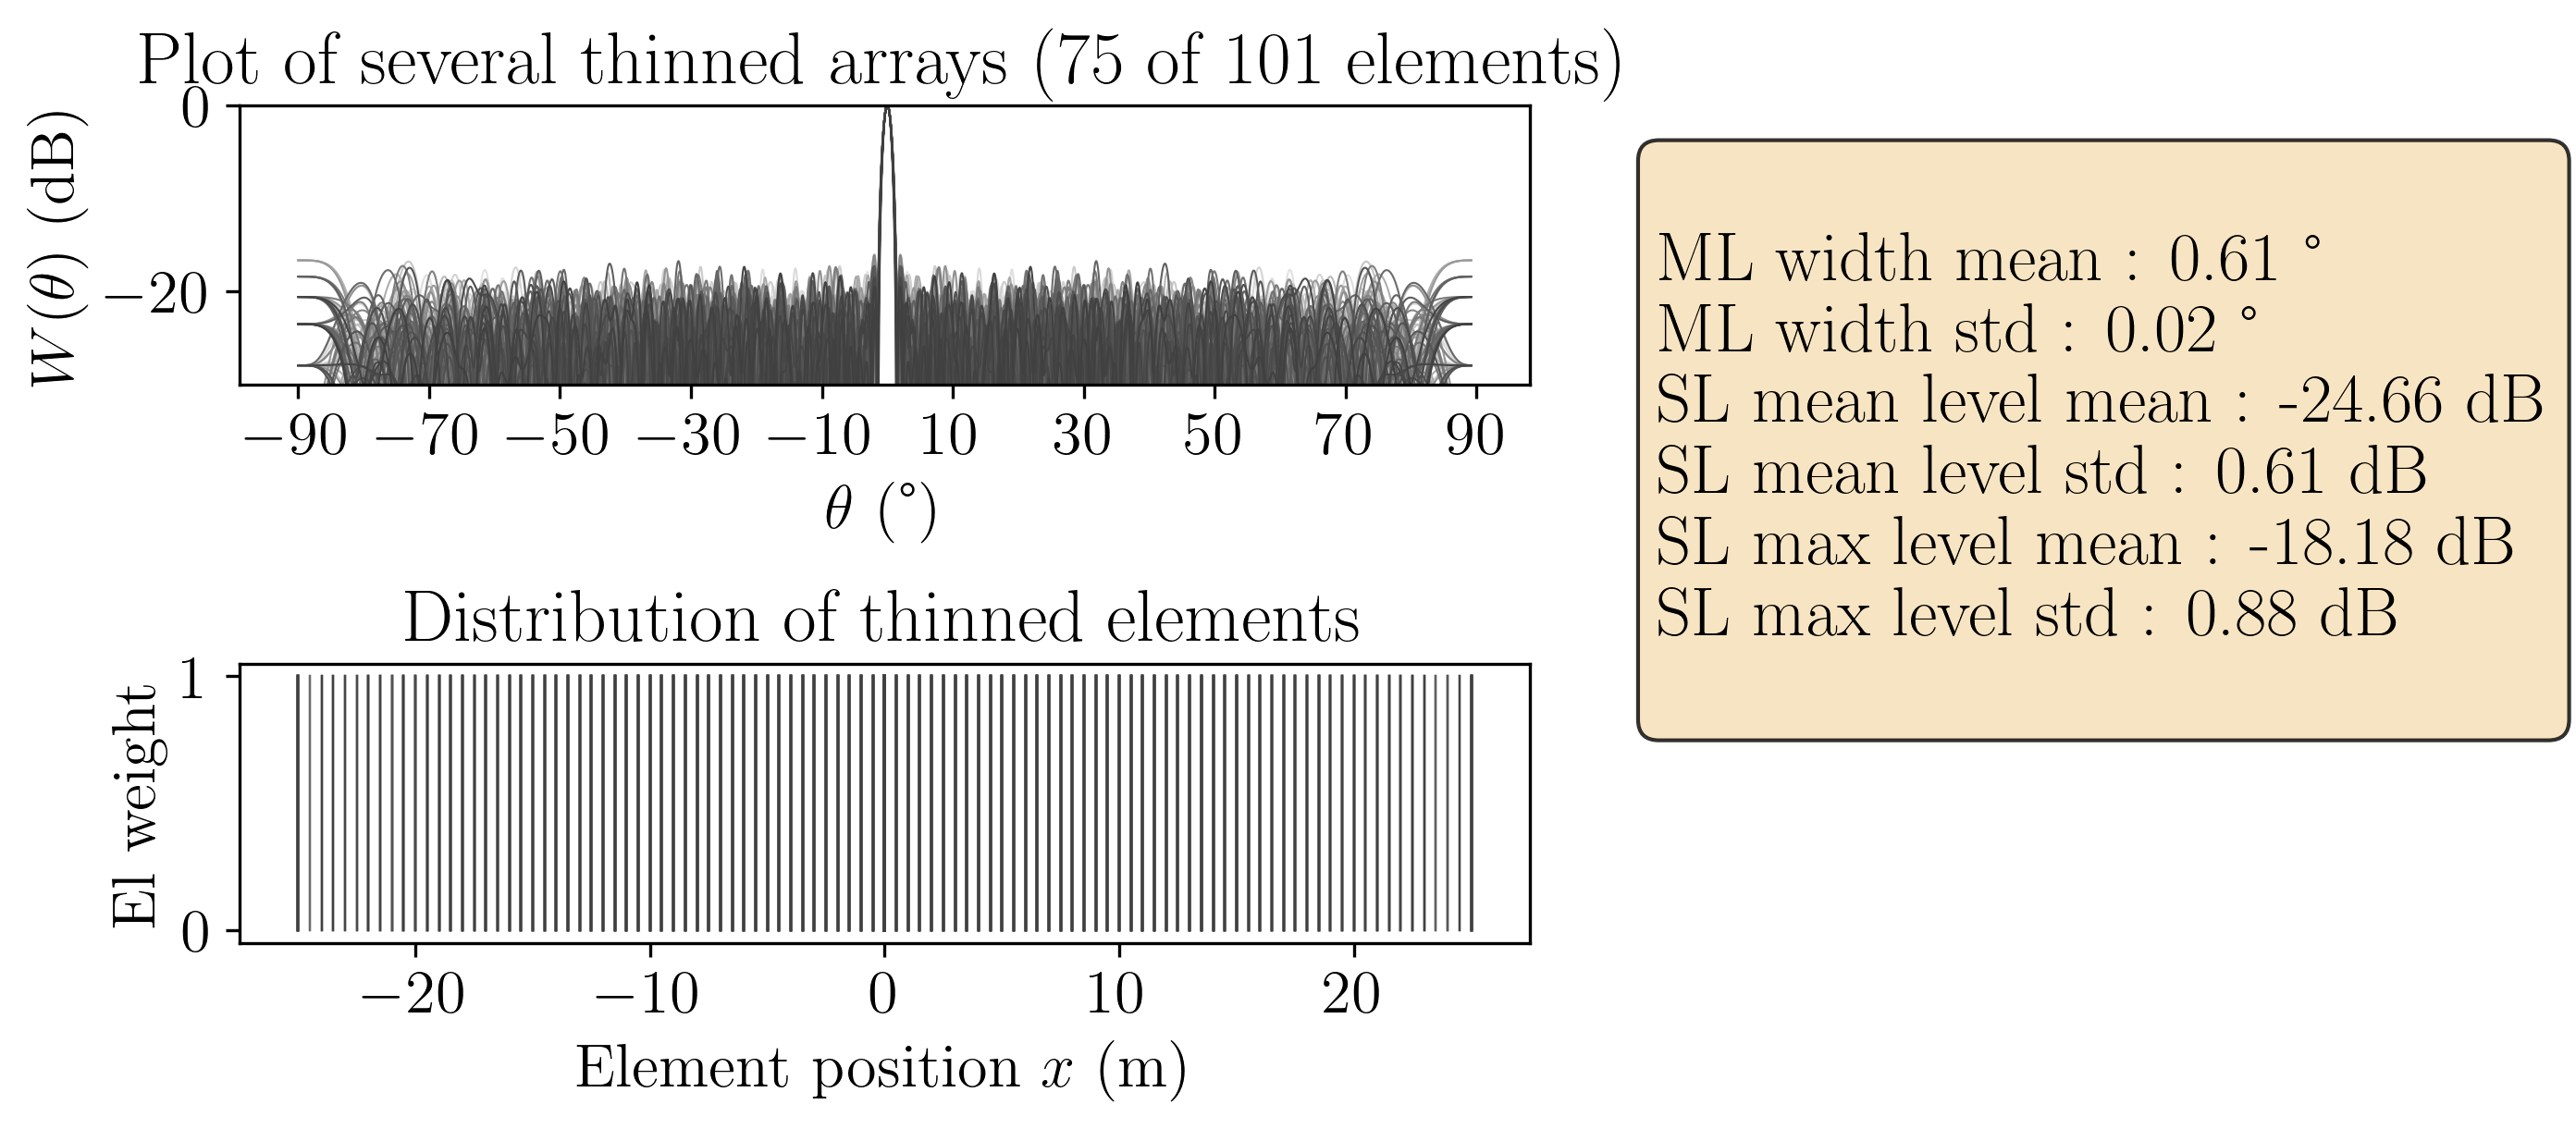 Plot of several thinned arrays (75 of 101 elements)
W(θ) (dB)
0
−20
−90 −70 −50 −30 −10 10 30 50 70 90
θ (°)
ML width mean : 0.61 °
ML width std : 0.02 °
SL mean level mean : -24.66 dB
SL mean level std : 0.61 dB
SL max level mean : -18.18 dB
SL max level std : 0.88 dB
Distribution of thinned elements
El weight
1
0
−20 −10 0 10 20
Element position x (m)